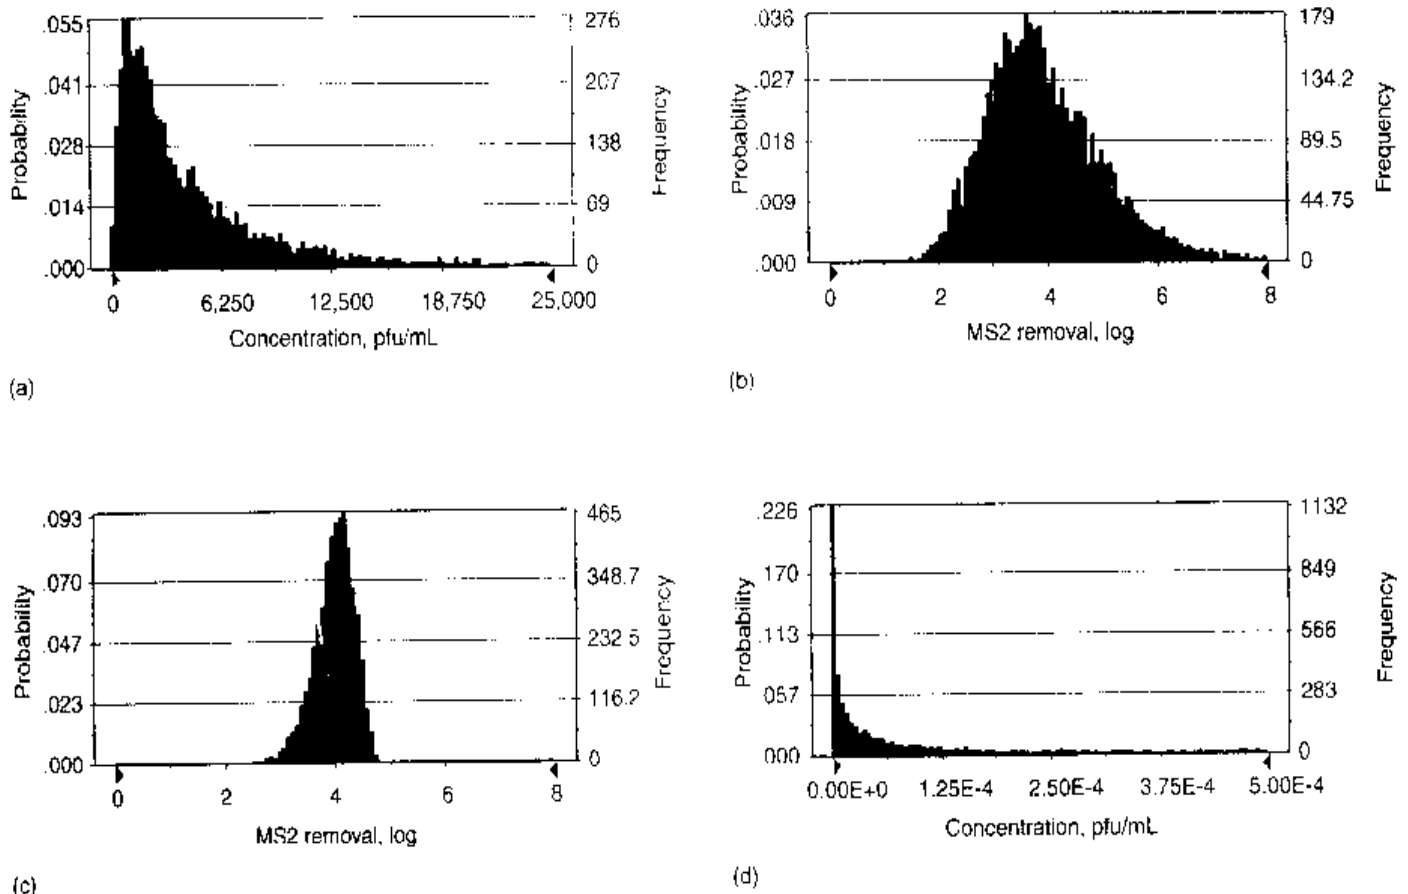 Probability
.055
.041
.028
.014
.000
276
207
138
69
0
Frequency
0
6,250
12,500
18,750
25,000
Concentration, pfu/mL
(a)
Probability
.036
.027
.018
.009
.000
179
134.2
89.5
44.75
0
Frequency
0
2
4
6
8
MS2 removal, log
(b)
Probability
.093
.070
.047
.023
.000
465
348.7
232.5
116.2
0
Frequency
0
2
4
6
8
MS2 removal, log
(c)
Probability
.226
.170
.113
.057
.000
1132
849
566
283
0
Frequency
0.00E+0
1.25E-4
2.50E-4
3.75E-4
5.00E-4
Concentration, pfu/mL
(d)